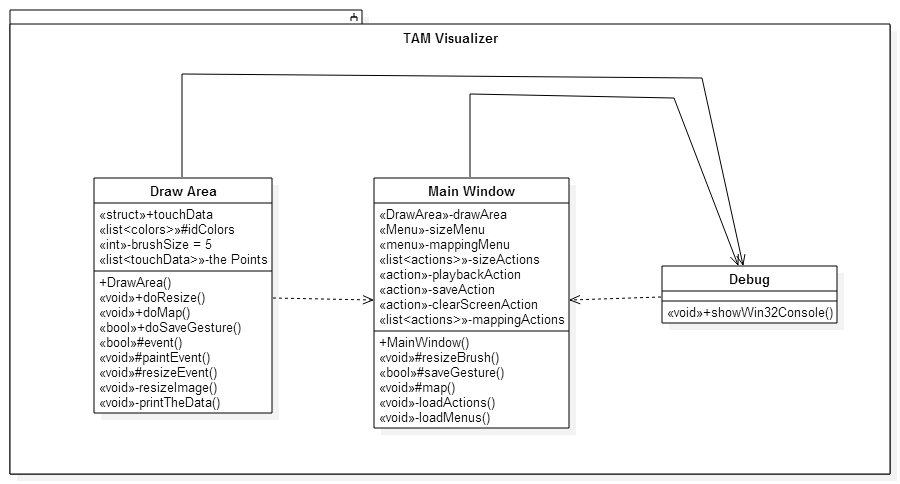 TAM Visualizer
Draw Area
«struct»+touchData
«list<colors>»#idColors
«int»-brushSize = 5
«list<touchData>»-the Points
+DrawArea()
«void»+doResize()
«void»+doMap()
«bool»+doSaveGesture()
«bool»#event()
«void»#paintEvent()
«void»#resizeEvent()
«void»-resizeImage()
«void»-printTheData()
Main Window
«DrawArea»-drawArea
«Menu»-sizeMenu
«menu»-mappingMenu
«list<actions>»-sizeActions
«action»-playbackAction
«action»-saveAction
«action»-clearScreenAction
«list<actions>»-mappingActions
+MainWindow()
«void»#resizeBrush()
«bool»#saveGesture()
«void»#map()
«void»-loadActions()
«void»-loadMenus()
Debug
«void»+showWin32Console()